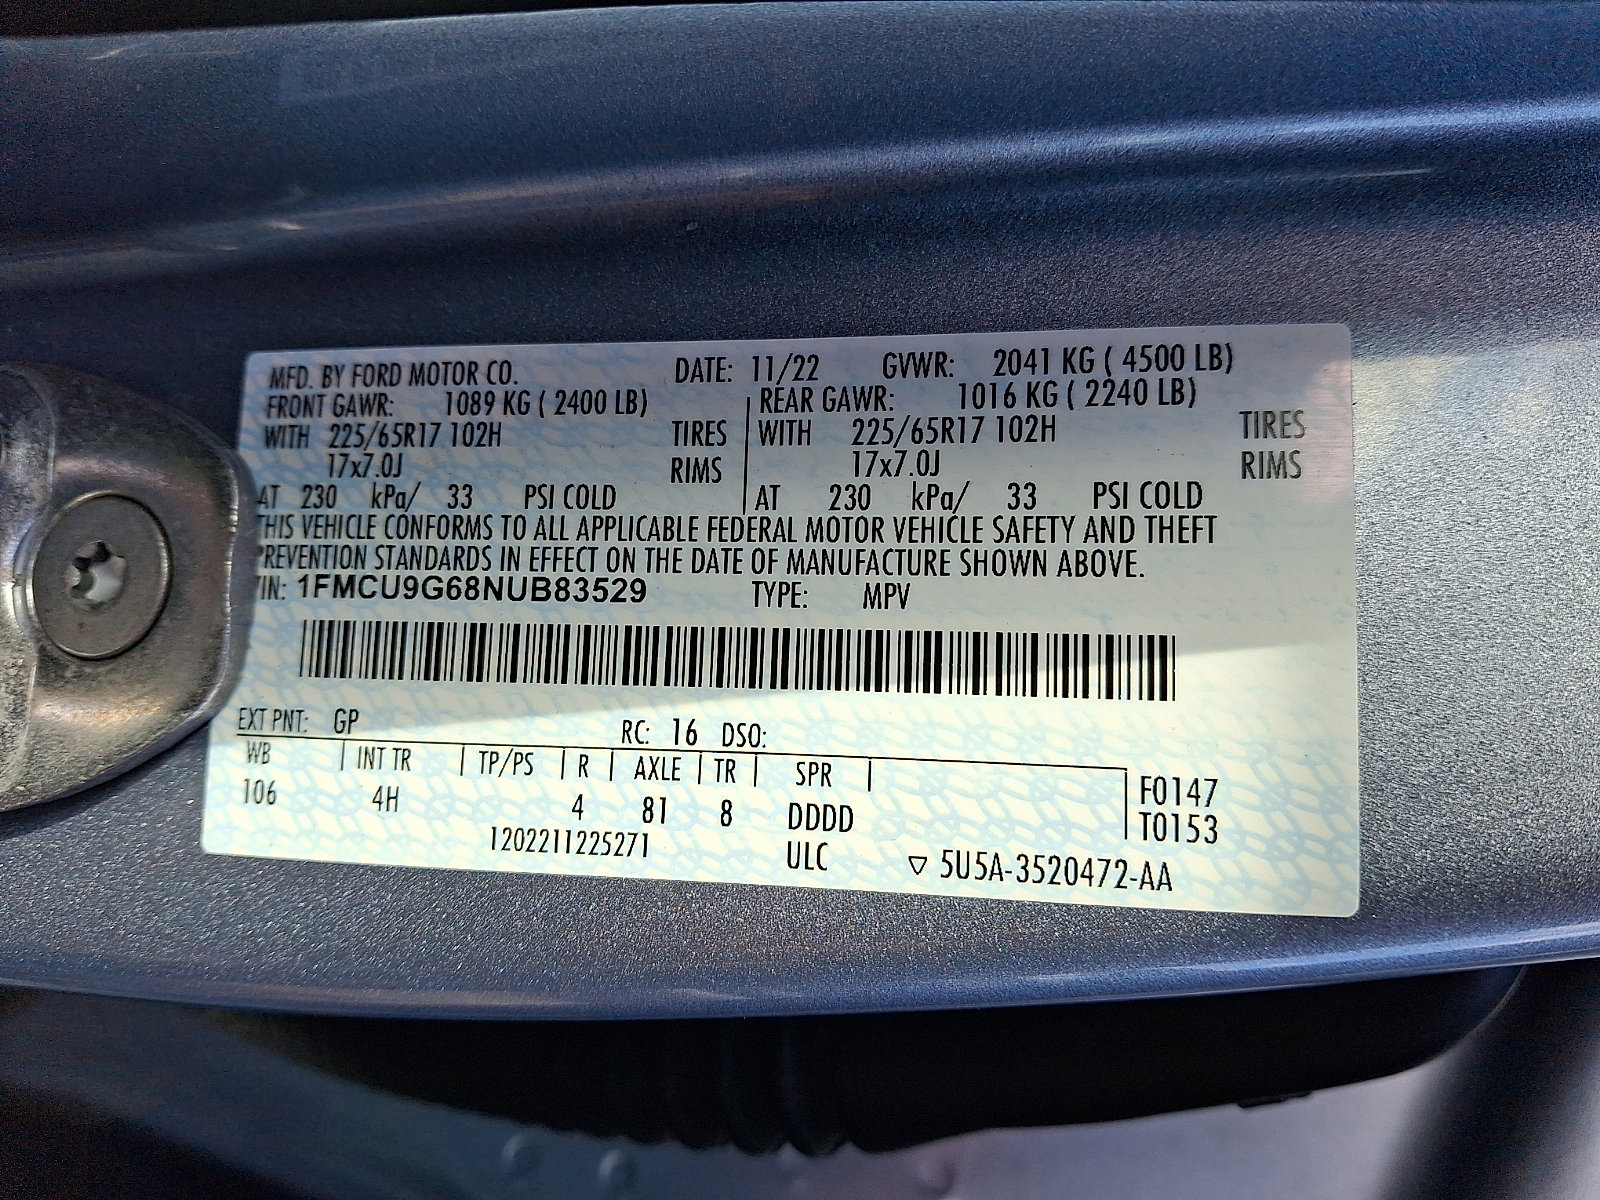 MFD. BY FORD MOTOR CO. DATE: 11/22 GVWR: 2041 KG ( 4500 LB)
FRONT GAWR: 1089 KG ( 2400 LB) REAR GAWR: 1016 KG ( 2240 LB)
WITH 225/65R17 102H TIRES WITH 225/65R17 102H TIRES
17x7.0J RIMS 17x7.0J RIMS
AT 230 kPa/ 33 PSI COLD AT 230 kPa/ 33 PSI COLD
THIS VEHICLE CONFORMS TO ALL APPLICABLE FEDERAL MOTOR VEHICLE SAFETY AND THEFT
PREVENTION STANDARDS IN EFFECT ON THE DATE OF MANUFACTURE SHOWN ABOVE.
VIN: 1FMCU9G68NUB83529 TYPE: MPV
EXT PNT: GP RC: 16 DSO:
WB INT TR TP/PS R AXLE TR SPR
106 4H 4 81 8 DDDD
F0147
T0153
1202211225271 ULC ▽ 5U5A-3520472-AA